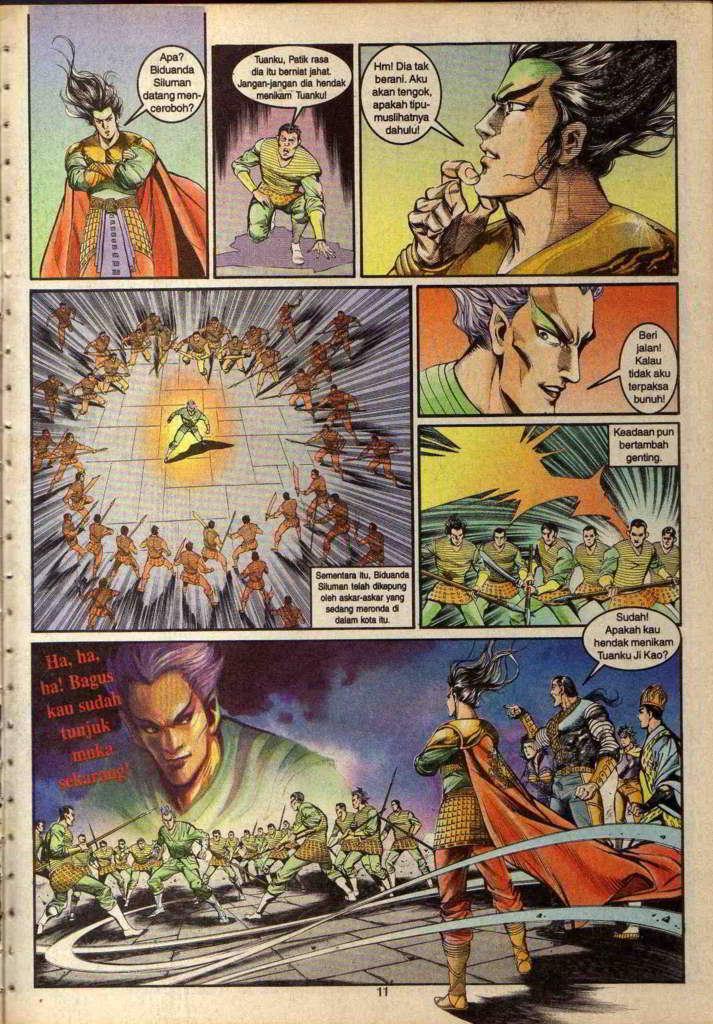 Apa?
Biduanda
Siluman
datang men-
ceroboh?
Tuanku, Patik rasa
dia itu berniat jahat.
Jangan-jangan dia hendak
menikam Tuanku!
Hm! Dia tak
berani. Aku
akan tengok,
apakah tipu-
muslihatnya
dahulu!
Sementara itu, Biduanda
Siluman telah dikepung
oleh askar-askar yang
sedang meronda di
dalam kota itu.
Beri
jalan!
Kalau
tidak aku
terpaksa
bunuh!
Keadaan pun
bertambah
genting.
Ha, ha,
ha! Bagus
kau sudah
tunjuk
muka
sekarang!
Sudah!
Apakah kau
hendak menikam
Tuanku Ji Kao?
11